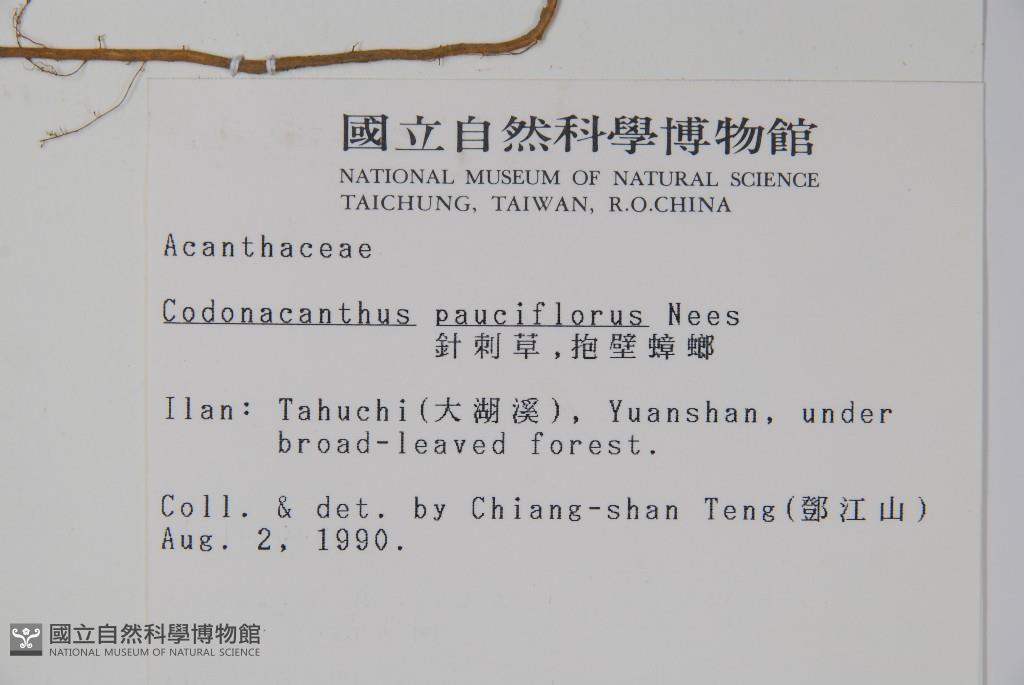 國立自然科學博物館
NATIONAL MUSEUM OF NATURAL SCIENCE
TAICHUNG, TAIWAN, R.O.CHINA
Acanthaceae
Codonacanthus pauciflorus Nees
針刺草,抱壁蟑螂
Ilan: Tahuchi(大湖溪), Yuanshan, under
broad-leaved forest.
Coll. & det. by Chiang-shan Teng(鄧江山)
Aug. 2, 1990.
國立自然科學博物館
NATIONAL MUSEUM OF NATURAL SCIENCE